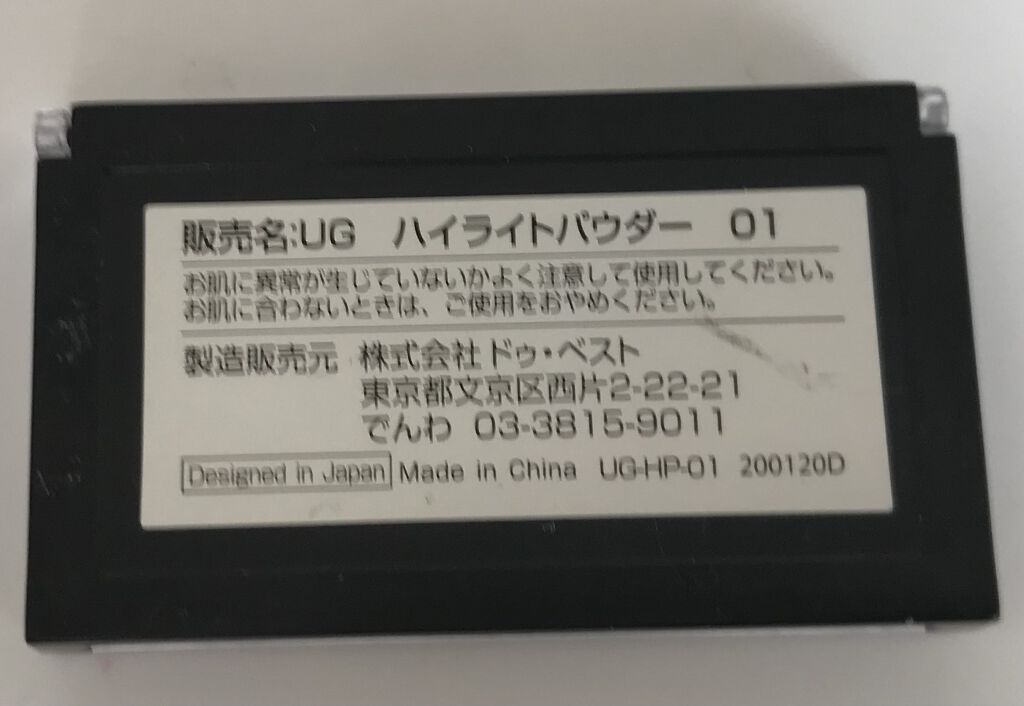 販売名:UG ハイライトパウダー 01
お肌に異常が生じていないかよく注意して使用してください。
お肌に合わないときは、ご使用をおやめください。
製造販売元 株式会社 ドゥ・ベスト
東京都文京区西片2-22-21
でんわ 03-3815-9011
Designed in Japan Made in China UG-HP-01 200120D